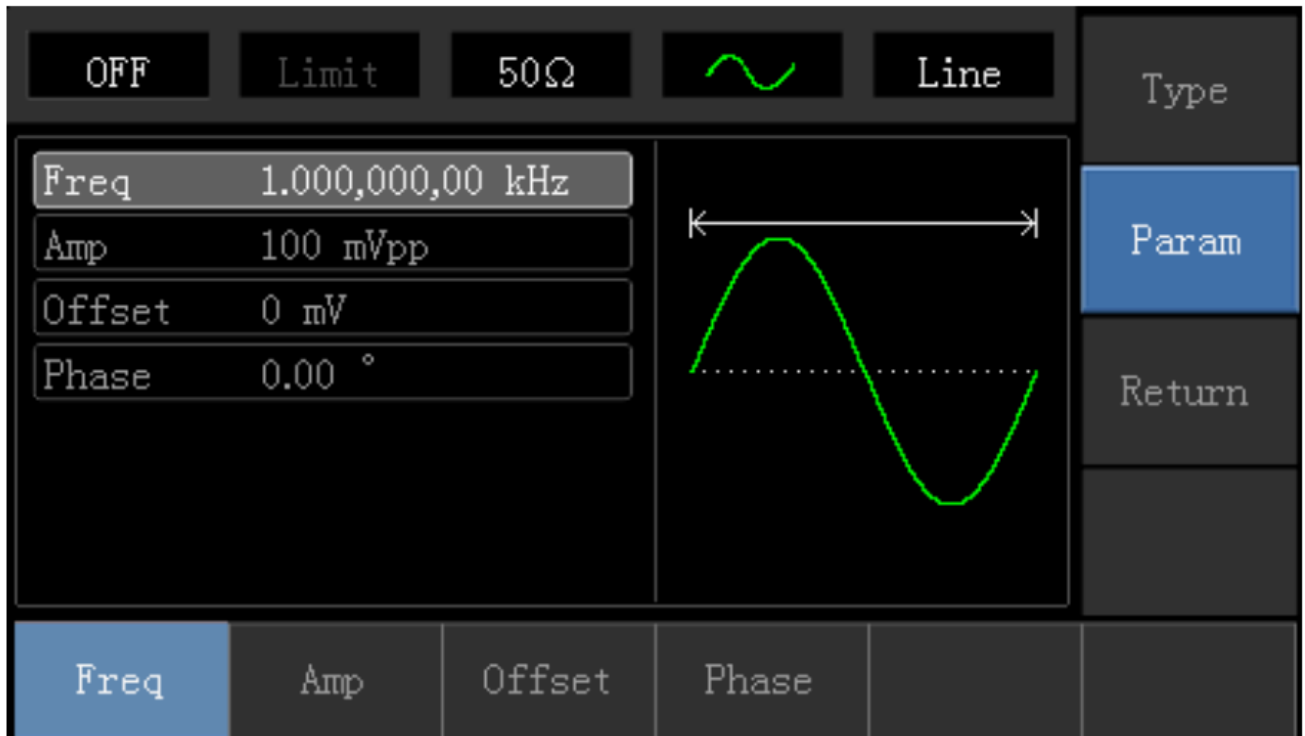 OFF Limit 50Ω Line
Type
Freq 1.000,000,00 kHz
Amp 100 mVpp
Offset 0 mV
Phase 0.00 °
Param
Return
Freq Amp Offset Phase